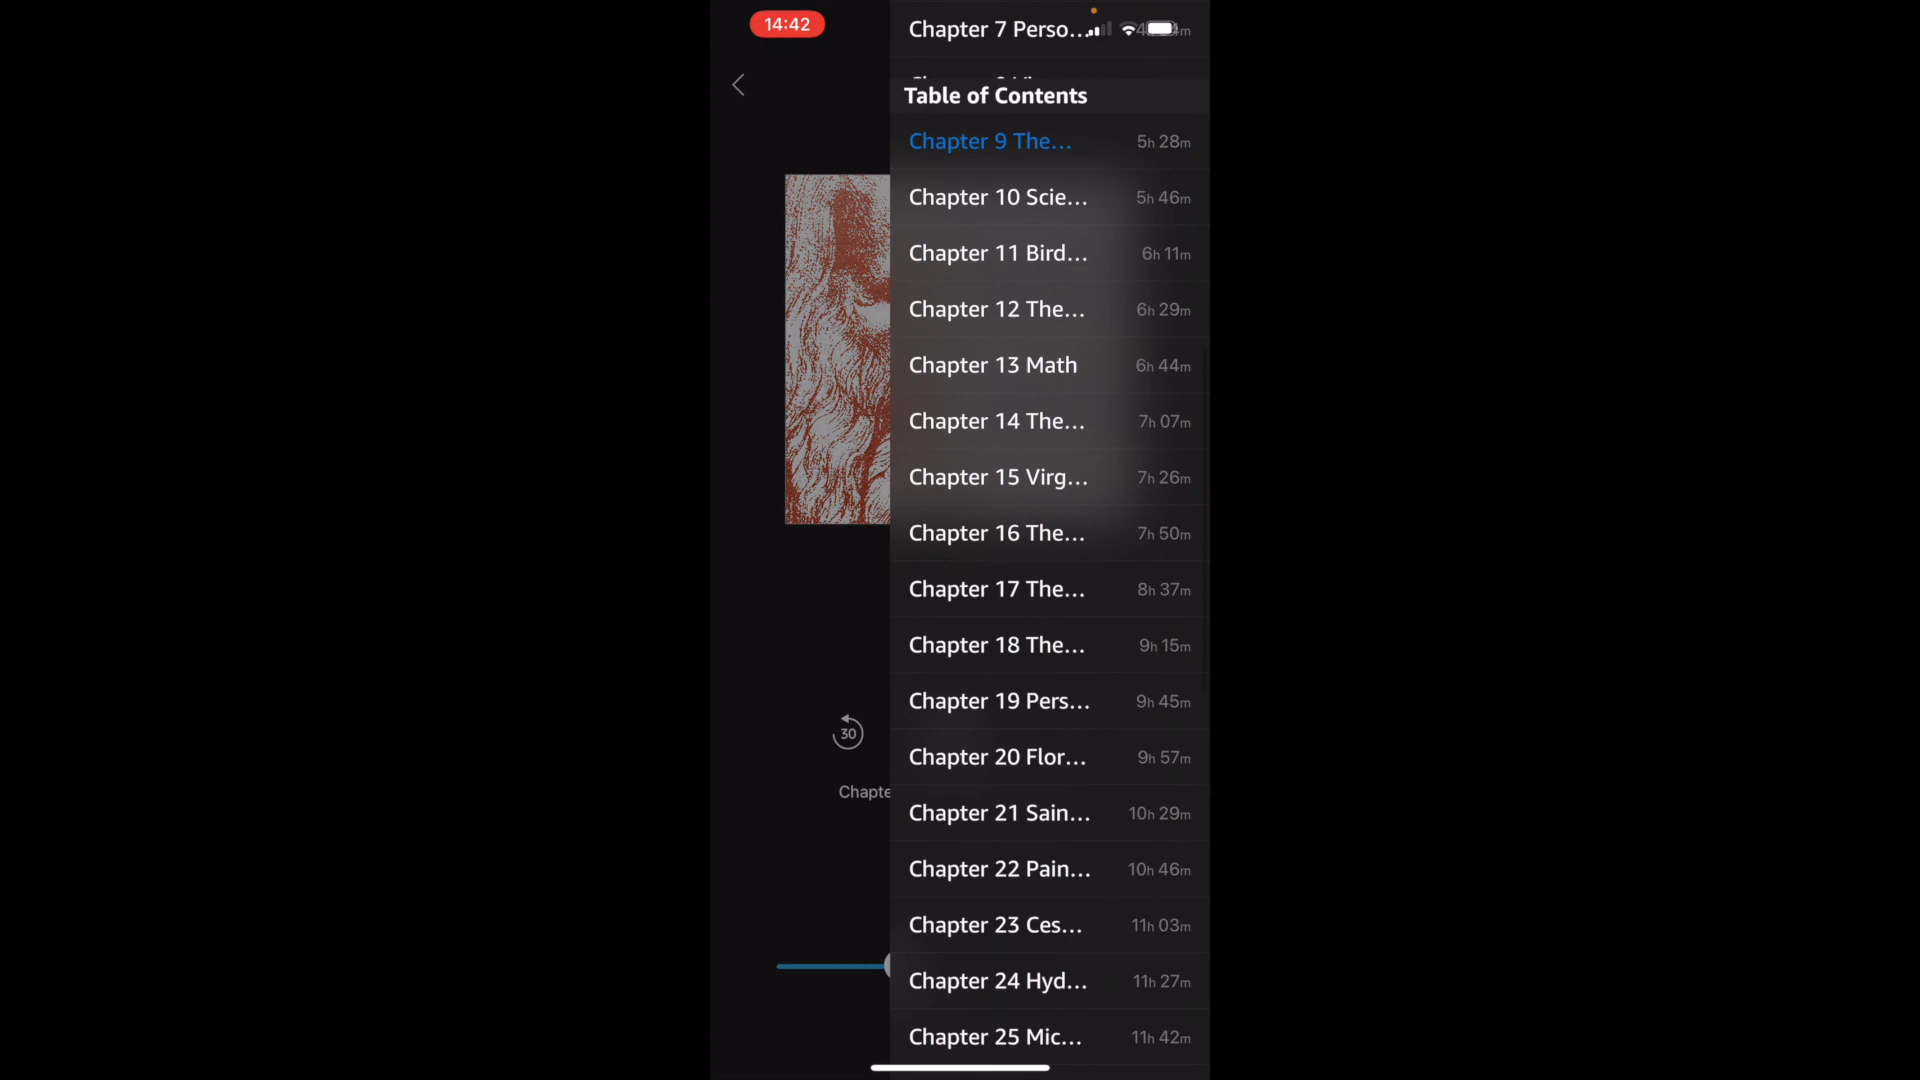 14:42
Chapter 7 Perso...
Table of Contents
Chapter 9 The... 5h 28m
Chapter 10 Scie... 5h 46m
Chapter 11 Bird... 6h 11m
Chapter 12 The... 6h 29m
Chapter 13 Math 6h 44m
Chapter 14 The... 7h 07m
Chapter 15 Virg... 7h 26m
Chapter 16 The... 7h 50m
Chapter 17 The... 8h 37m
Chapter 18 The... 9h 15m
Chapter 19 Pers... 9h 45m
30
Chapter 20 Flor... 9h 57m
Chapte
Chapter 21 Sain... 10h 29m
Chapter 22 Pain... 10h 46m
Chapter 23 Ces... 11h 03m
Chapter 24 Hyd... 11h 27m
Chapter 25 Mic... 11h 42m